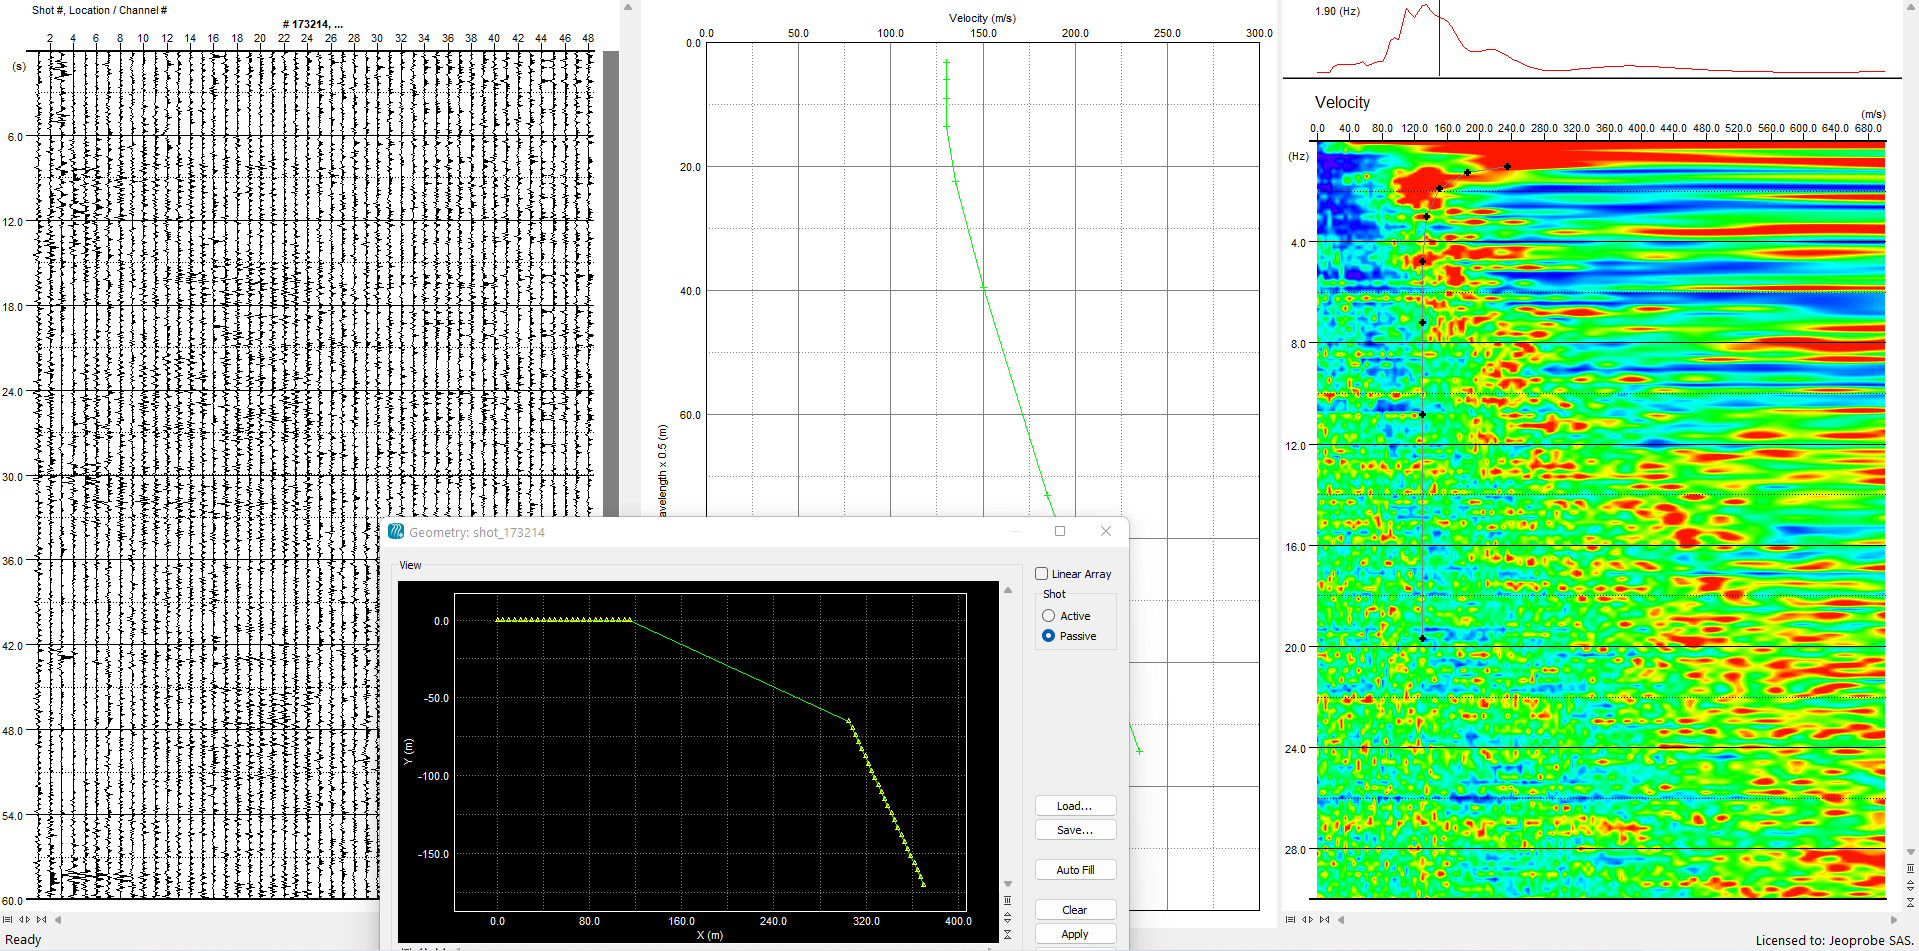 Shot #, Location / Channel #
# 173214, ...
2 4 6 8 10 12 14 16 18 20 22 24 26 28 30 32 34 36 38 40 42 44 46 48
(s)
6.0
12.0
18.0
24.0
30.0
36.0
42.0
48.0
54.0
60.0
Velocity (m/s)
0.0 50.0 100.0 150.0 200.0 250.0 300.0
0.0
20.0
40.0
60.0
avelength x 0.5 (m)
1.90 (Hz)
Velocity
(m/s)
0.0 40.0 80.0 120.0 160.0 200.0 240.0 280.0 320.0 360.0 400.0 440.0 480.0 520.0 560.0 600.0 640.0 680.0
(Hz)
4.0
8.0
12.0
16.0
20.0
24.0
28.0
Geometry: shot_173214
View
0.0
-50.0
-100.0
-150.0
Y (m)
0.0 80.0 160.0 240.0 320.0 400.0
X (m)
Linear Array
Shot
Active
Passive
Load...
Save...
Auto Fill
Clear
Apply
Ready
Licensed to: Jeoprobe SAS.